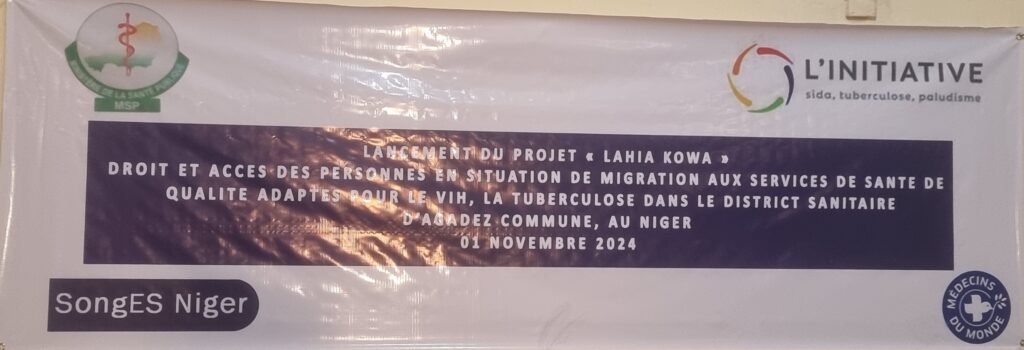 MINISTERE DE LA SANTE PUBLIQUE
MSP
L'INITIATIVE
sida, tuberculose, paludisme
LANCEMENT DU PROJET « LAHIA KOWA »
DROIT ET ACCES DES PERSONNES EN SITUATION DE MIGRATION AUX SERVICES DE SANTE DE
QUALITE ADAPTES POUR LE VIH, LA TUBERCULOSE DANS LE DISTRICT SANITAIRE
D'AGADEZ COMMUNE, AU NIGER
01 NOVEMBRE 2024
SongES Niger
MÉDECINS
DU MONDE